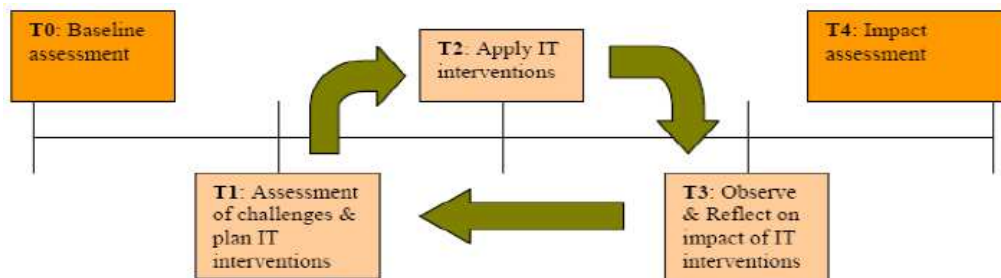 T0: Baseline
assessment
T1: Assessment
of challenges &
plan IT
interventions
T2: Apply IT
interventions
T3: Observe
& Reflect on
impact of IT
interventions
T4: Impact
assessment